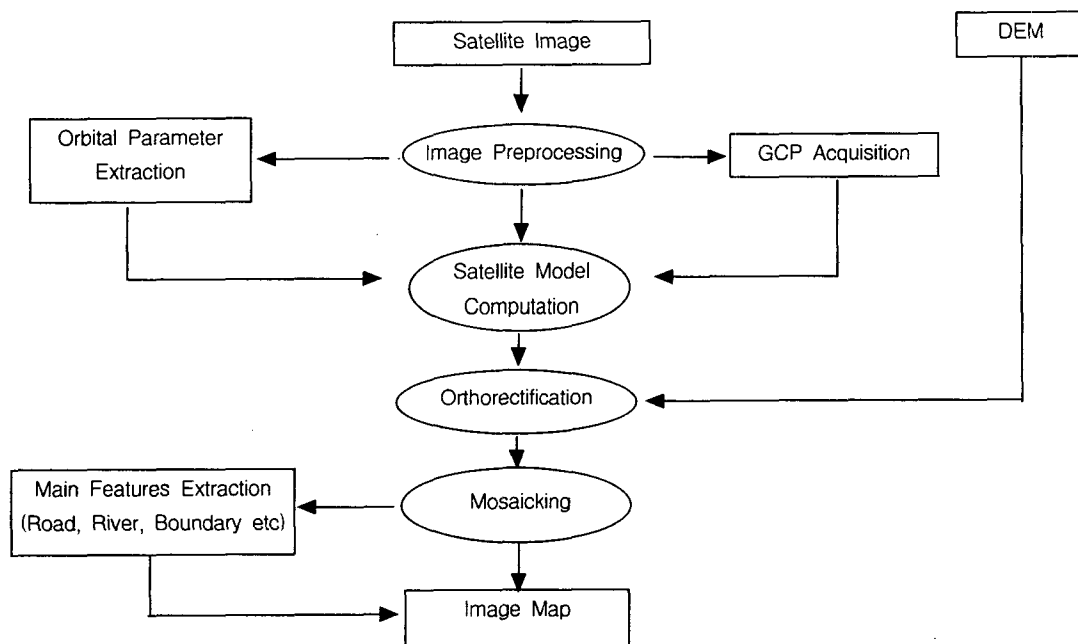 Satellite Image
DEM
Orbital Parameter
Extraction
Image Preprocessing
GCP Acquisition
Satellite Model
Computation
Orthorectification
Main Features Extraction
(Road, River, Boundary etc)
Mosaicking
Image Map